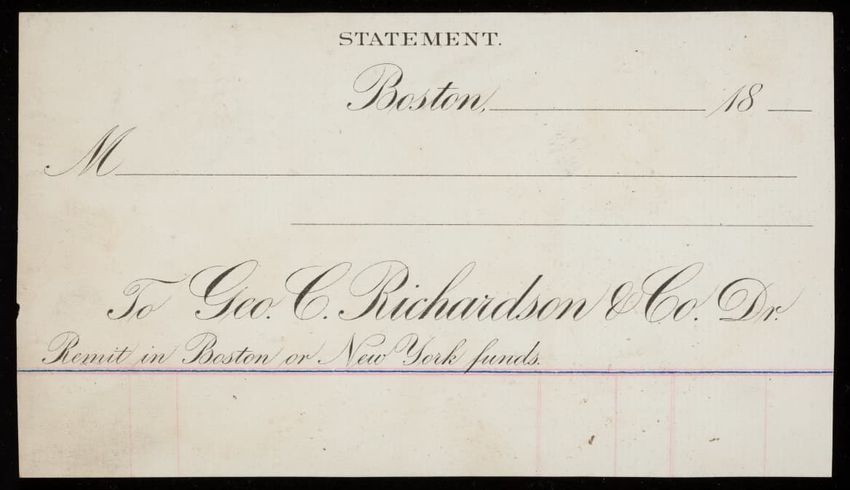 STATEMENT.
Boston, 18
M
To Geo. C. Richardson & Co. Dr.
Remit in Boston or New York funds.